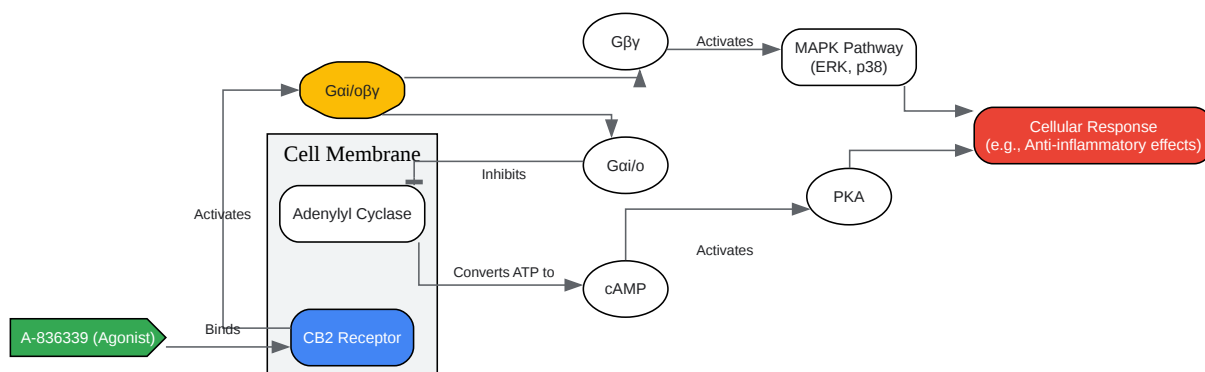 Gβγ
Activates
MAPK Pathway
(ERK, p38)
Gαi/oβγ
Cellular Response
(e.g., Anti-inflammatory effects)
Cell Membrane
Gαi/o
Inhibits
Adenylyl Cyclase
PKA
Activates
Activates
Converts ATP to
cAMP
A-836339 (Agonist)
Binds
CB2 Receptor